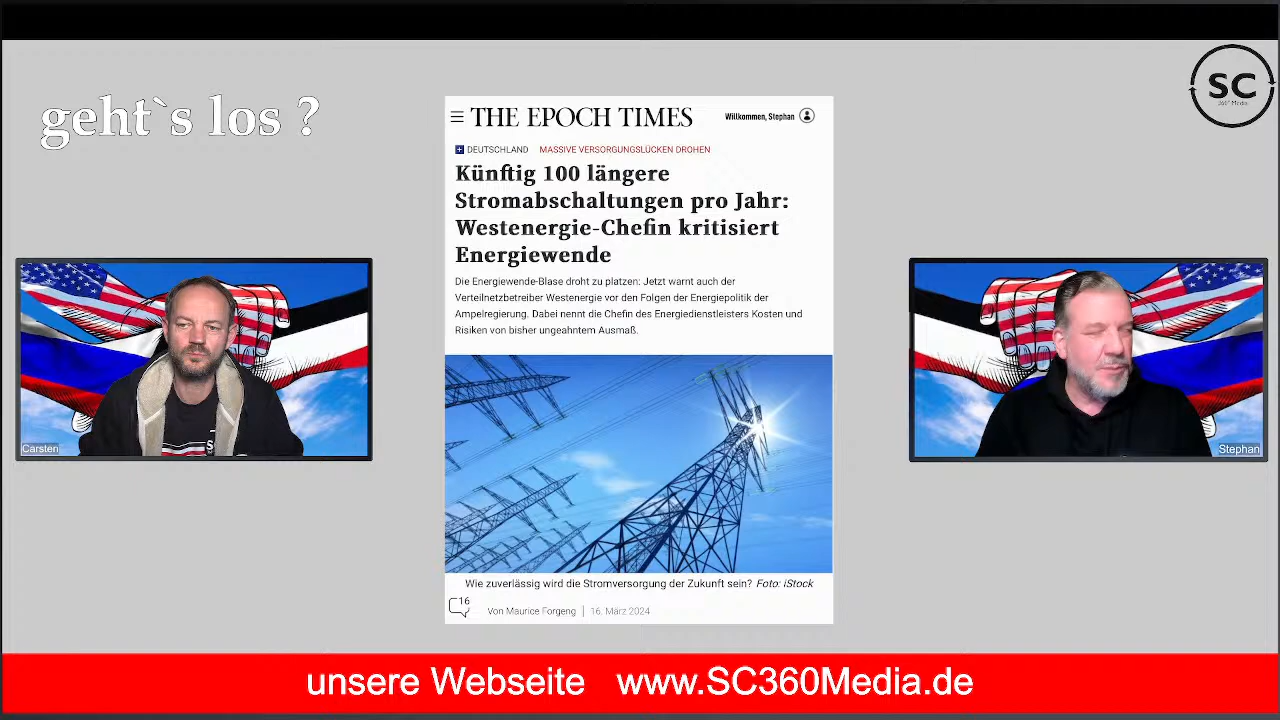 geht`s los ?
SC
THE EPOCH TIMES
Willkommen, Stephan
DEUTSCHLAND MASSIVE VERSORGUNGSLÜCKEN DROHEN
Künftig 100 längere
Stromabschaltungen pro Jahr:
Westenergie-Chefin kritisiert
Energiewende
Die Energiewende-Blase droht zu platzen: Jetzt warnt auch der
Verteilnetzbetreiber Westenergie vor den Folgen der Energiepolitik der
Ampelregierung. Dabei nennt die Chefin des Energiedienstleisters Kosten und
Risiken von bisher ungeahntem Ausmaß.
Carsten
Stephan
Wie zuverlässig wird die Stromversorgung der Zukunft sein? Foto: iStock
16
Von Maurice Forgeng | 16. März 2024
unsere Webseite www.SC360Media.de